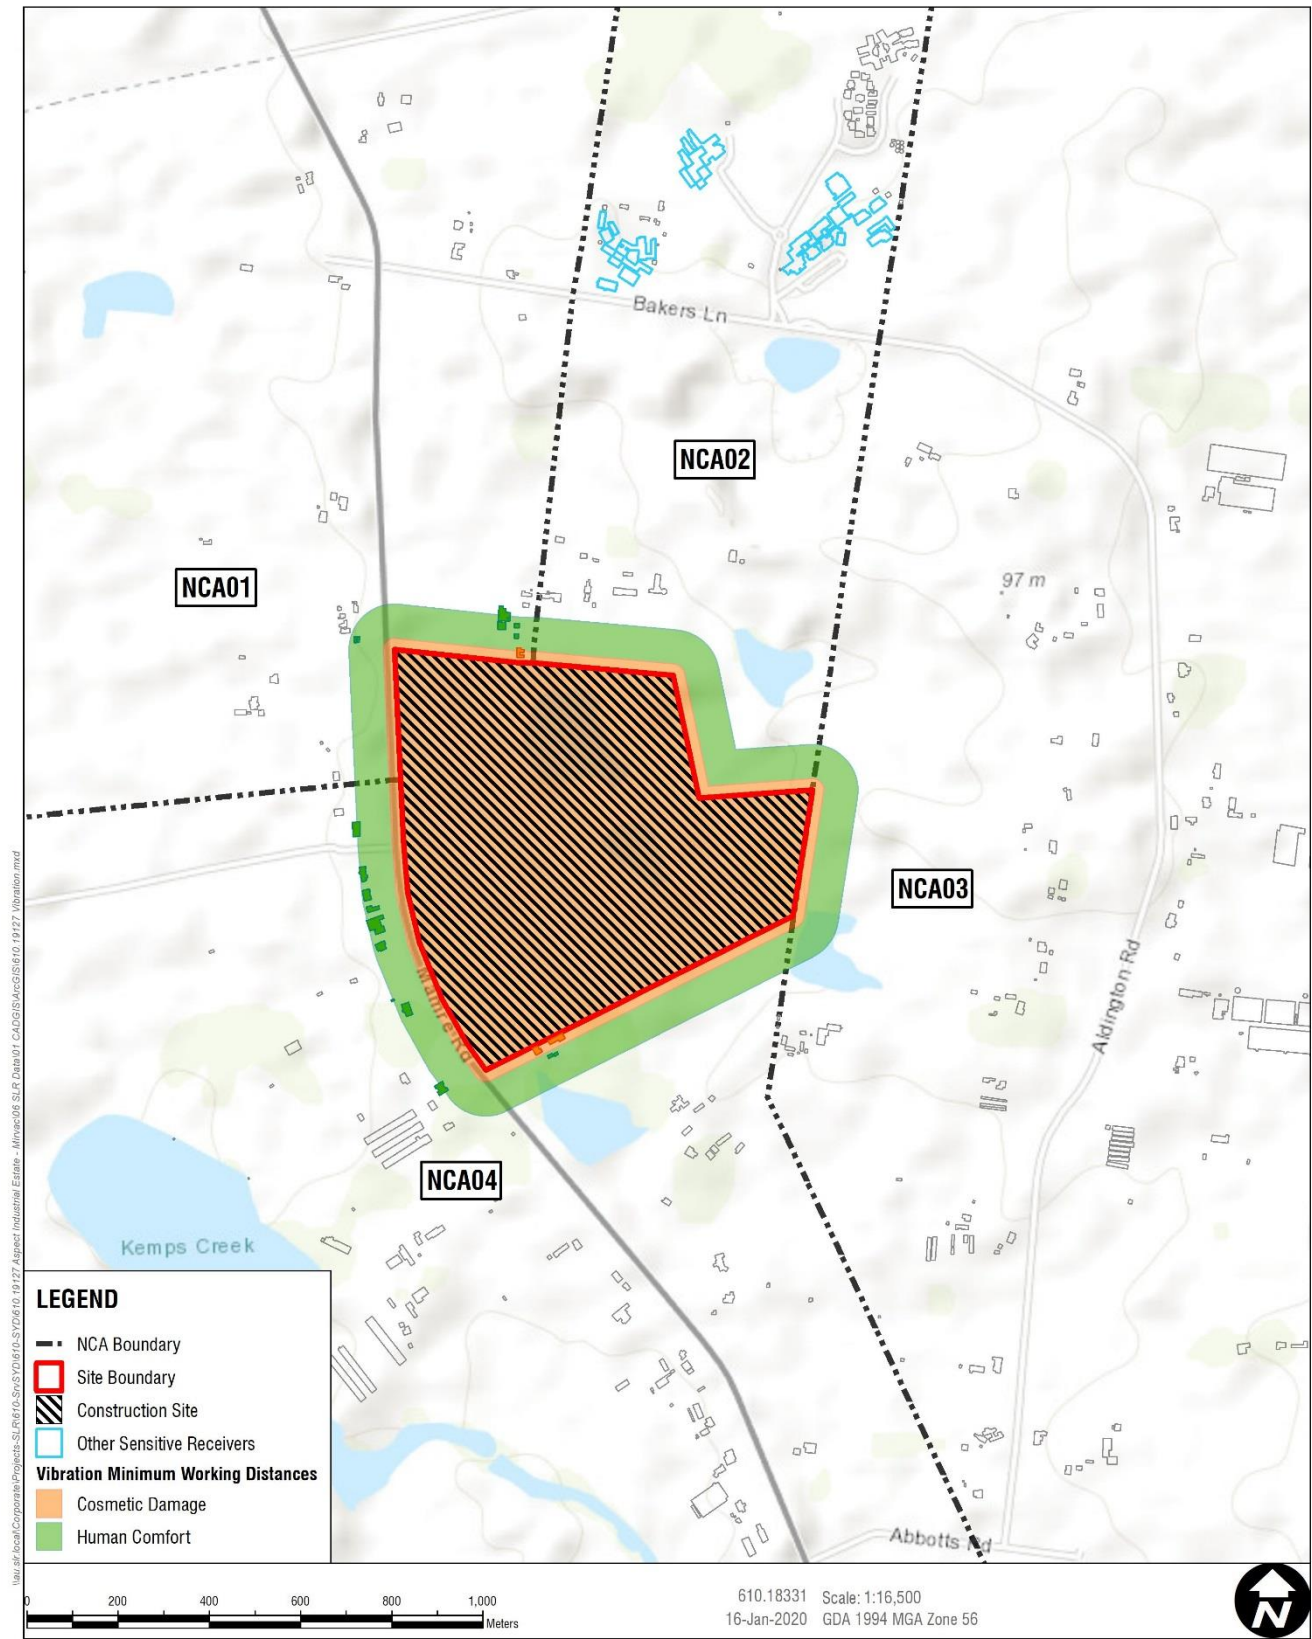 Bakers Ln
NCA02
NCA01
97 m
NCA03
Mamre Rd
Aldington Rd
NCA04
Kemps Creek
LEGEND
NCA Boundary
Site Boundary
Construction Site
Other Sensitive Receivers
Vibration Minimum Working Distances
Cosmetic Damage
Human Comfort
Abbotts Rd
0 200 400 600 800 1,000
Meters
610.18331 Scale: 1:16,500
16-Jan-2020 GDA 1994 MGA Zone 56
N